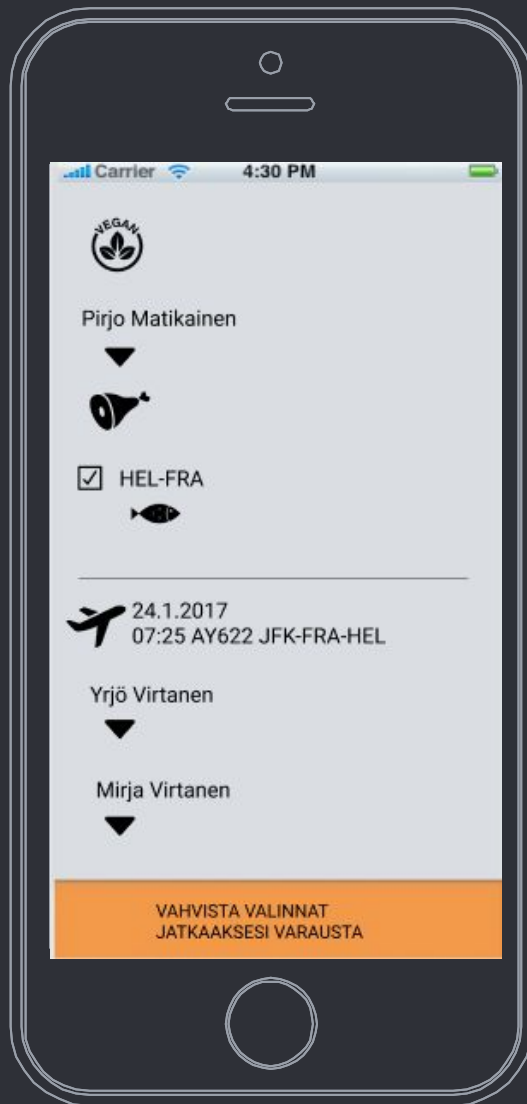 Carrier 4:30 PM
VEGAN
Pirjo Matikainen
HEL-FRA
24.1.2017
07:25 AY622 JFK-FRA-HEL
Yrjö Virtanen
Mirja Virtanen
VAHVISTA VALINNAT
JATKAAKSESI VARAUSTA